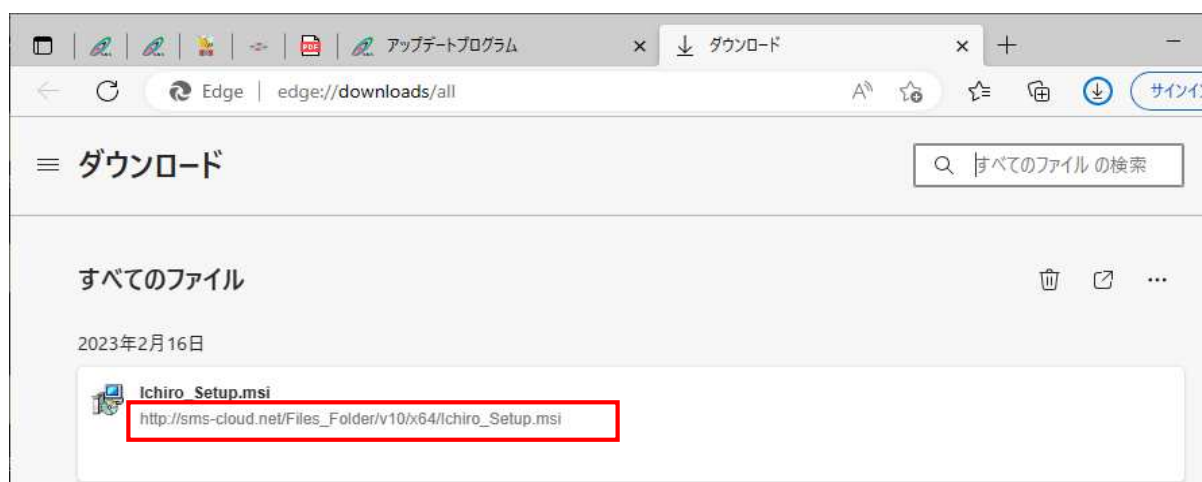 アップデートプログラム
ダウンロード
Edge
edge://downloads/all
サインイン
ダウンロード
すべてのファイル の検索
すべてのファイル
2023年2月16日
Ichiro_Setup.msi
http://sms-cloud.net/Files_Folder/v10/x64/Ichiro_Setup.msi